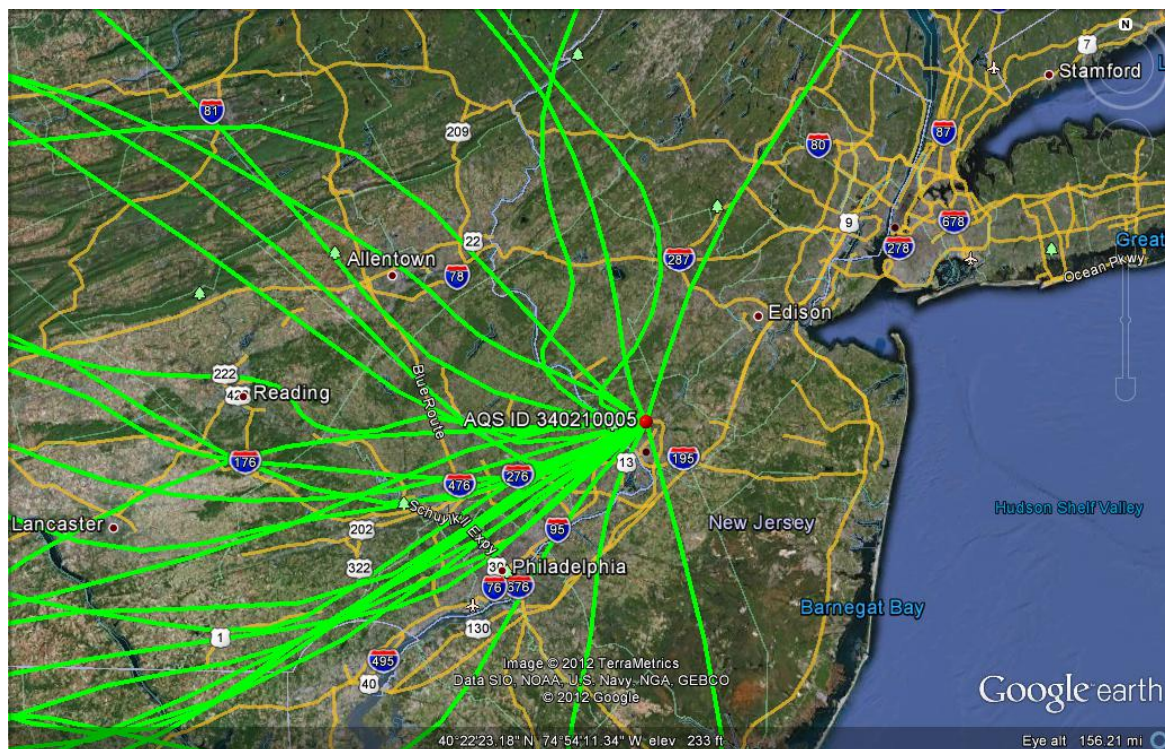 N
7
Stamford
81
209
80
87
9
678
278
Great
Ocean Pkwy
22
287
Allentown
78
Edison
222
Reading
Blue Route
AQS ID 340210005
13
195
176
276
476
Lancaster
Schuylkill Expy
95
New Jersey
Hudson Shelf Valley
202
322
30
Philadelphia
76
676
Barnegat Bay
1
130
495
40
Image © 2012 TerraMetrics
Data SIO, NOAA, U.S. Navy, NGA, GEBCO
© 2012 Google
Google earth
40°22'23.18" N 74°54'11.34" W elev 233 ft
Eye alt 156.21 mi